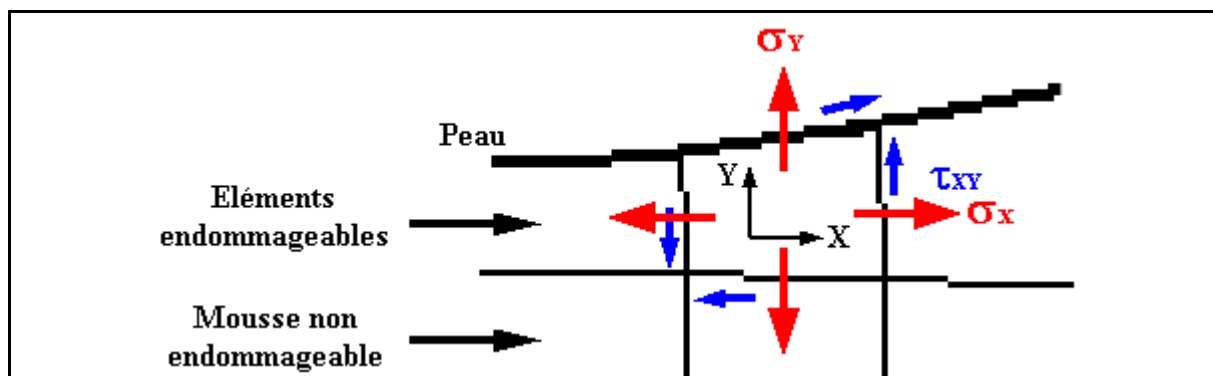 σY
Peau
Y
τXY
Eléments
endommageables
X
σX
Mousse non
endommageable